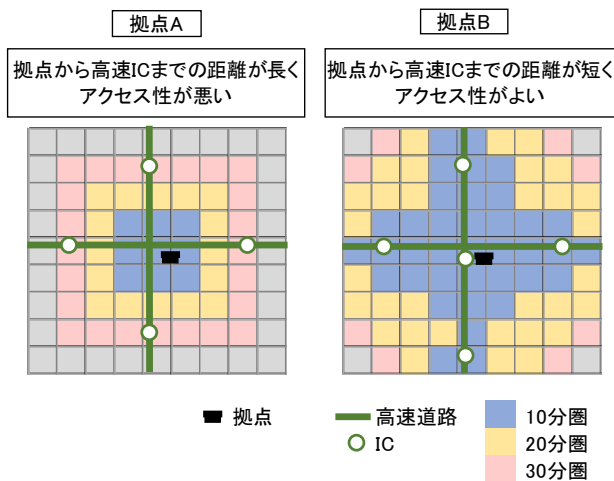 拠点A
拠点から高速ICまでの距離が長く
アクセス性が悪い
拠点B
拠点から高速ICまでの距離が短く
アクセス性がよい
拠点
高速道路
IC
10分圏
20分圏
30分圏